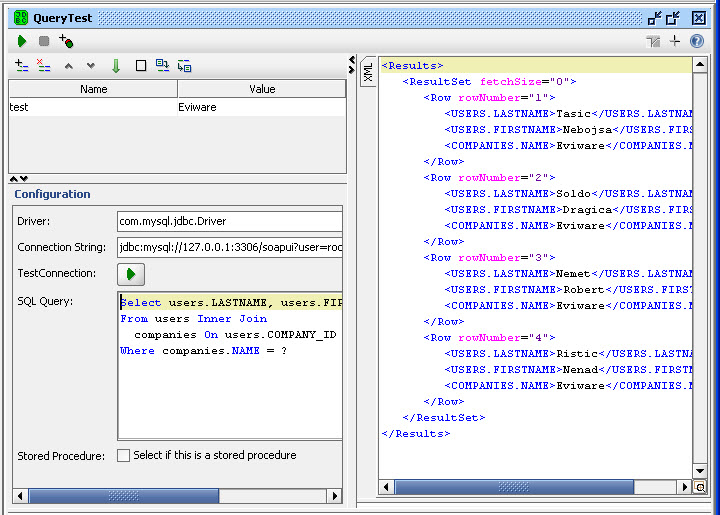 QueryTest
Name Value
test Eviware
Configuration
Driver: com.mysql.jdbc.Driver
Connection String: jdbc:mysql://127.0.0.1:3306/soapui?user=roo
TestConnection:
SQL Query:
Select users.LASTNAME, users.FIR
From users Inner Join
companies On users.COMPANY_ID
Where companies.NAME = ?
Stored Procedure: Select if this is a stored procedure
XML
<Results>
<ResultSet fetchSize="0">
<Row rowNumber="1">
<USERS.LASTNAME>Tasic</USERS.LASTNA
<USERS.FIRSTNAME>Nebojsa</USERS.FIRS
<COMPANIES.NAME>Eviware</COMPANIES.N
</Row>
<Row rowNumber="2">
<USERS.LASTNAME>Soldo</USERS.LASTNA
<USERS.FIRSTNAME>Dragica</USERS.FIRS
<COMPANIES.NAME>Eviware</COMPANIES.N
</Row>
<Row rowNumber="3">
<USERS.LASTNAME>Nemet</USERS.LASTNA
<USERS.FIRSTNAME>Robert</USERS.FIRST
<COMPANIES.NAME>Eviware</COMPANIES.N
</Row>
<Row rowNumber="4">
<USERS.LASTNAME>Ristic</USERS.LASTN
<USERS.FIRSTNAME>Nenad</USERS.FIRSTN
<COMPANIES.NAME>Eviware</COMPANIES.N
</Row>
</ResultSet>
</Results>